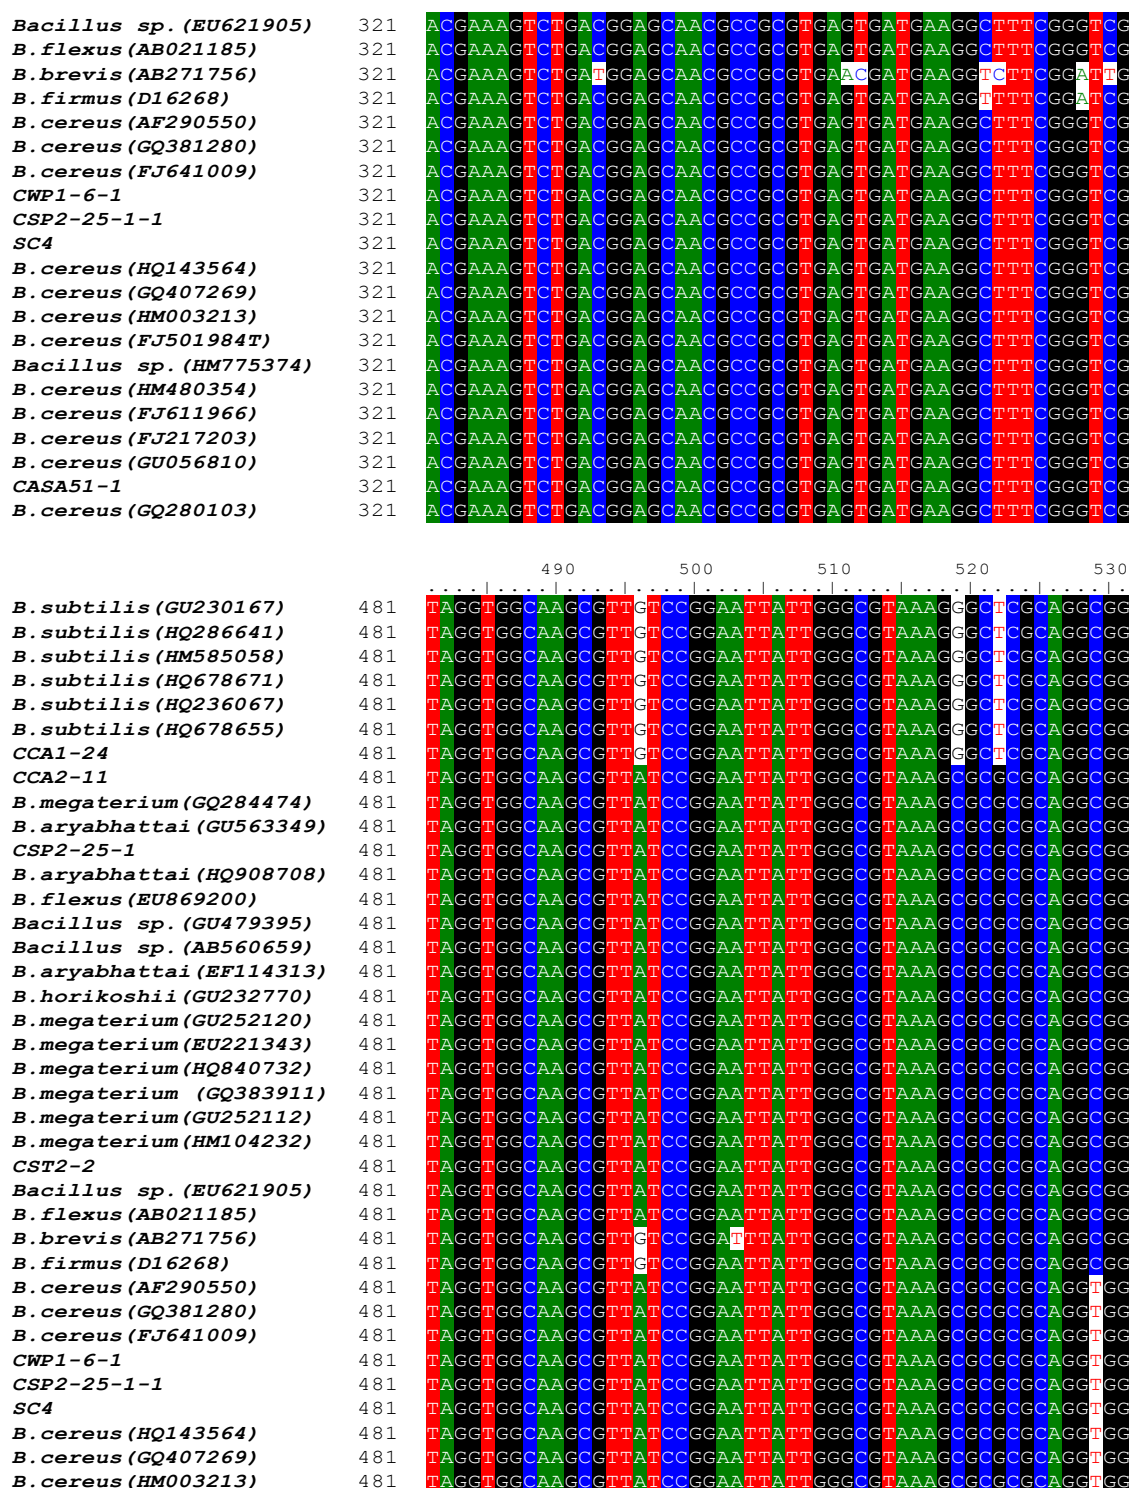 Bacillus sp.(EU621905) 321 ACGAAAGTCTGACGGAGCAACGCCGCGTGAGTGATGAAGGCTTTCGGGTCG
B.flexus(AB021185) 321 ACGAAAGTCTGACGGAGCAACGCCGCGTGAGTGATGAAGGCTTTCGGGTCG
B.brevis(AB271756) 321 ACGAAAGTCTGATGGAGCAACGCCGCGTGAACGATGAAGGTCTTCGGATTG
B.firmus(D16268) 321 ACGAAAGTCTGACGGAGCAACGCCGCGTGAGTGATGAAGGTTTTCGGATCG
B.cereus(AF290550) 321 ACGAAAGTCTGACGGAGCAACGCCGCGTGAGTGATGAAGGCTTTCGGGTCG
B.cereus(GQ381280) 321 ACGAAAGTCTGACGGAGCAACGCCGCGTGAGTGATGAAGGCTTTCGGGTCG
B.cereus(FJ641009) 321 ACGAAAGTCTGACGGAGCAACGCCGCGTGAGTGATGAAGGCTTTCGGGTCG
CWP1-6-1 321 ACGAAAGTCTGACGGAGCAACGCCGCGTGAGTGATGAAGGCTTTCGGGTCG
CSP2-25-1-1 321 ACGAAAGTCTGACGGAGCAACGCCGCGTGAGTGATGAAGGCTTTCGGGTCG
SC4 321 ACGAAAGTCTGACGGAGCAACGCCGCGTGAGTGATGAAGGCTTTCGGGTCG
B.cereus(HQ143564) 321 ACGAAAGTCTGACGGAGCAACGCCGCGTGAGTGATGAAGGCTTTCGGGTCG
B.cereus(GQ407269) 321 ACGAAAGTCTGACGGAGCAACGCCGCGTGAGTGATGAAGGCTTTCGGGTCG
B.cereus(HM003213) 321 ACGAAAGTCTGACGGAGCAACGCCGCGTGAGTGATGAAGGCTTTCGGGTCG
B.cereus(FJ501984T) 321 ACGAAAGTCTGACGGAGCAACGCCGCGTGAGTGATGAAGGCTTTCGGGTCG
Bacillus sp.(HM775374) 321 ACGAAAGTCTGACGGAGCAACGCCGCGTGAGTGATGAAGGCTTTCGGGTCG
B.cereus(HM480354) 321 ACGAAAGTCTGACGGAGCAACGCCGCGTGAGTGATGAAGGCTTTCGGGTCG
B.cereus(FJ611966) 321 ACGAAAGTCTGACGGAGCAACGCCGCGTGAGTGATGAAGGCTTTCGGGTCG
B.cereus(FJ217203) 321 ACGAAAGTCTGACGGAGCAACGCCGCGTGAGTGATGAAGGCTTTCGGGTCG
B.cereus(GU056810) 321 ACGAAAGTCTGACGGAGCAACGCCGCGTGAGTGATGAAGGCTTTCGGGTCG
CASA51-1 321 ACGAAAGTCTGACGGAGCAACGCCGCGTGAGTGATGAAGGCTTTCGGGTCG
B.cereus(GQ280103) 321 ACGAAAGTCTGACGGAGCAACGCCGCGTGAGTGATGAAGGCTTTCGGGTCG
490 500 510 520 530
B.subtilis(GU230167) 481 TAGGTGGCAAGCGTTGTCCGGAATTATTGGGCGTAAAGGGCTCGCAGGCGG
B.subtilis(HQ286641) 481 TAGGTGGCAAGCGTTGTCCGGAATTATTGGGCGTAAAGGGCTCGCAGGCGG
B.subtilis(HM585058) 481 TAGGTGGCAAGCGTTGTCCGGAATTATTGGGCGTAAAGGGCTCGCAGGCGG
B.subtilis(HQ678671) 481 TAGGTGGCAAGCGTTGTCCGGAATTATTGGGCGTAAAGGGCTCGCAGGCGG
B.subtilis(HQ236067) 481 TAGGTGGCAAGCGTTGTCCGGAATTATTGGGCGTAAAGGGCTCGCAGGCGG
B.subtilis(HQ678655) 481 TAGGTGGCAAGCGTTGTCCGGAATTATTGGGCGTAAAGGGCTCGCAGGCGG
CCA1-24 481 TAGGTGGCAAGCGTTGTCCGGAATTATTGGGCGTAAAGGGCTCGCAGGCGG
CCA2-11 481 TAGGTGGCAAGCGTTATCCGGAATTATTGGGCGTAAAGCGCGCGCAGGCGG
B.megaterium(GQ284474) 481 TAGGTGGCAAGCGTTATCCGGAATTATTGGGCGTAAAGCGCGCGCAGGCGG
B.aryabhattai(GU563349) 481 TAGGTGGCAAGCGTTATCCGGAATTATTGGGCGTAAAGCGCGCGCAGGCGG
CSP2-25-1 481 TAGGTGGCAAGCGTTATCCGGAATTATTGGGCGTAAAGCGCGCGCAGGCGG
B.aryabhattai(HQ908708) 481 TAGGTGGCAAGCGTTATCCGGAATTATTGGGCGTAAAGCGCGCGCAGGCGG
B.flexus(EU869200) 481 TAGGTGGCAAGCGTTATCCGGAATTATTGGGCGTAAAGCGCGCGCAGGCGG
Bacillus sp.(GU479395) 481 TAGGTGGCAAGCGTTATCCGGAATTATTGGGCGTAAAGCGCGCGCAGGCGG
Bacillus sp.(AB560659) 481 TAGGTGGCAAGCGTTATCCGGAATTATTGGGCGTAAAGCGCGCGCAGGCGG
B.aryabhattai(EF114313) 481 TAGGTGGCAAGCGTTATCCGGAATTATTGGGCGTAAAGCGCGCGCAGGCGG
B.horikoshii(GU232770) 481 TAGGTGGCAAGCGTTATCCGGAATTATTGGGCGTAAAGCGCGCGCAGGCGG
B.megaterium(GU252120) 481 TAGGTGGCAAGCGTTATCCGGAATTATTGGGCGTAAAGCGCGCGCAGGCGG
B.megaterium(EU221343) 481 TAGGTGGCAAGCGTTATCCGGAATTATTGGGCGTAAAGCGCGCGCAGGCGG
B.megaterium(HQ840732) 481 TAGGTGGCAAGCGTTATCCGGAATTATTGGGCGTAAAGCGCGCGCAGGCGG
B.megaterium (GQ383911) 481 TAGGTGGCAAGCGTTATCCGGAATTATTGGGCGTAAAGCGCGCGCAGGCGG
B.megaterium(GU252112) 481 TAGGTGGCAAGCGTTATCCGGAATTATTGGGCGTAAAGCGCGCGCAGGCGG
B.megaterium(HM104232) 481 TAGGTGGCAAGCGTTATCCGGAATTATTGGGCGTAAAGCGCGCGCAGGCGG
CST2-2 481 TAGGTGGCAAGCGTTATCCGGAATTATTGGGCGTAAAGCGCGCGCAGGCGG
Bacillus sp.(EU621905) 481 TAGGTGGCAAGCGTTATCCGGAATTATTGGGCGTAAAGCGCGCGCAGGCGG
B.flexus(AB021185) 481 TAGGTGGCAAGCGTTATCCGGAATTATTGGGCGTAAAGCGCGCGCAGGCGG
B.brevis(AB271756) 481 TAGGTGGCAAGCGTTGTCCGGATTTATTGGGCGTAAAGCGCGCGCAGGCGG
B.firmus(D16268) 481 TAGGTGGCAAGCGTTGTCCGGAATTATTGGGCGTAAAGCGCGCGCAGGCGG
B.cereus(AF290550) 481 TAGGTGGCAAGCGTTATCCGGAATTATTGGGCGTAAAGCGCGCGCAGGTGG
B.cereus(GQ381280) 481 TAGGTGGCAAGCGTTATCCGGAATTATTGGGCGTAAAGCGCGCGCAGGTGG
B.cereus(FJ641009) 481 TAGGTGGCAAGCGTTATCCGGAATTATTGGGCGTAAAGCGCGCGCAGGTGG
CWP1-6-1 481 TAGGTGGCAAGCGTTATCCGGAATTATTGGGCGTAAAGCGCGCGCAGGTGG
CSP2-25-1-1 481 TAGGTGGCAAGCGTTATCCGGAATTATTGGGCGTAAAGCGCGCGCAGGTGG
SC4 481 TAGGTGGCAAGCGTTATCCGGAATTATTGGGCGTAAAGCGCGCGCAGGTGG
B.cereus(HQ143564) 481 TAGGTGGCAAGCGTTATCCGGAATTATTGGGCGTAAAGCGCGCGCAGGTGG
B.cereus(GQ407269) 481 TAGGTGGCAAGCGTTATCCGGAATTATTGGGCGTAAAGCGCGCGCAGGTGG
B.cereus(HM003213) 481 TAGGTGGCAAGCGTTATCCGGAATTATTGGGCGTAAAGCGCGCGCAGGTGG